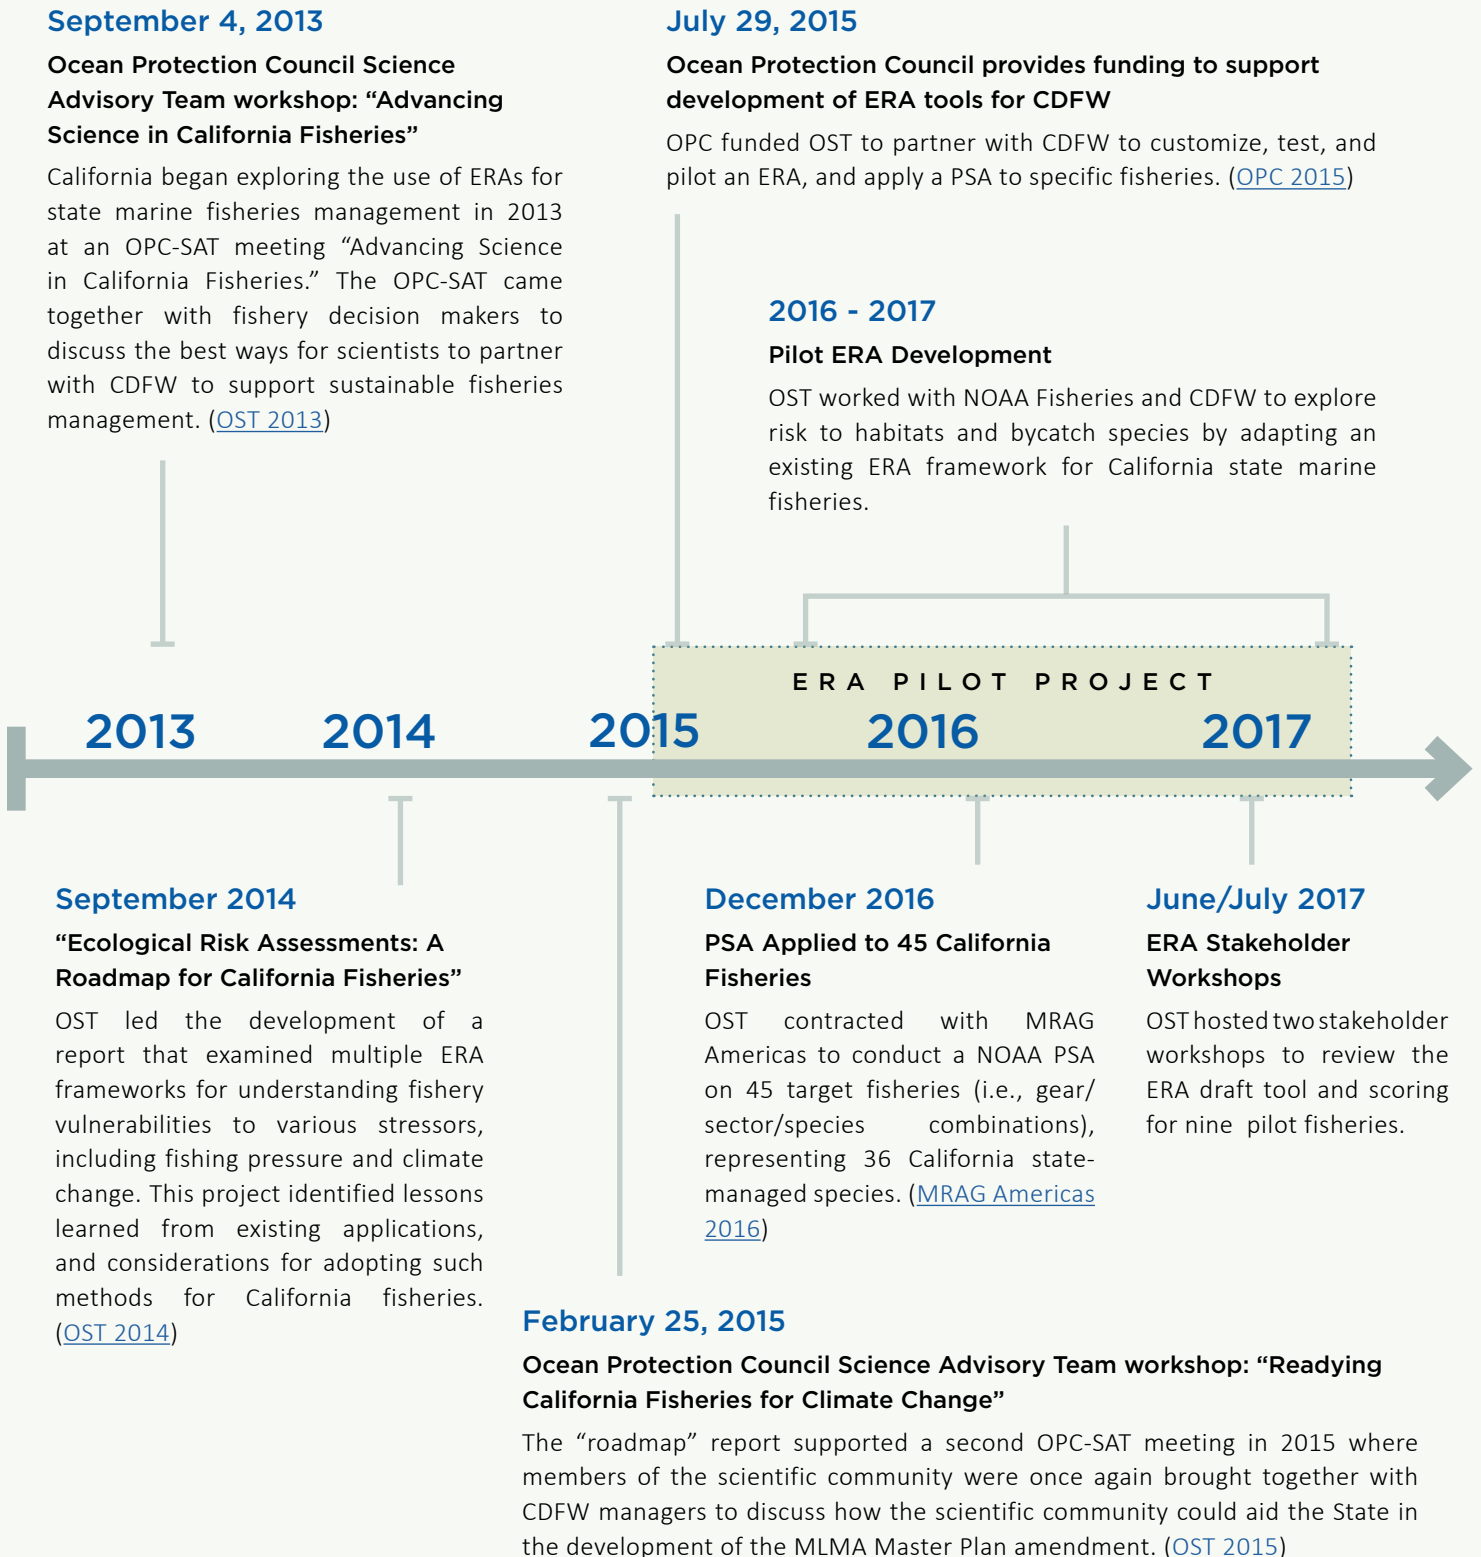 September 4, 2013
Ocean Protection Council Science
Advisory Team workshop: “Advancing
Science in California Fisheries”
California began exploring the use of ERAs for
state marine fisheries management in 2013
at an OPC-SAT meeting “Advancing Science
in California Fisheries.” The OPC-SAT came
together with fishery decision makers to
discuss the best ways for scientists to partner
with CDFW to support sustainable fisheries
management. (OST 2013)
July 29, 2015
Ocean Protection Council provides funding to support
development of ERA tools for CDFW
OPC funded OST to partner with CDFW to customize, test, and
pilot an ERA, and apply a PSA to specific fisheries. (OPC 2015)
2016 - 2017
Pilot ERA Development
OST worked with NOAA Fisheries and CDFW to explore
risk to habitats and bycatch species by adapting an
existing ERA framework for California state marine
fisheries.
ERA PILOT PROJECT
2013 2014 2015 2016 2017
September 2014
“Ecological Risk Assessments: A
Roadmap for California Fisheries”
OST led the development of a
report that examined multiple ERA
frameworks for understanding fishery
vulnerabilities to various stressors,
including fishing pressure and climate
change. This project identified lessons
learned from existing applications,
and considerations for adopting such
methods for California fisheries.
(OST 2014)
December 2016
PSA Applied to 45 California
Fisheries
OST contracted with MRAG
Americas to conduct a NOAA PSA
on 45 target fisheries (i.e., gear/
sector/species combinations),
representing 36 California state-
managed species. (MRAG Americas
2016)
June/July 2017
ERA Stakeholder
Workshops
OST hosted two stakeholder
workshops to review the
ERA draft tool and scoring
for nine pilot fisheries.
February 25, 2015
Ocean Protection Council Science Advisory Team workshop: “Readying
California Fisheries for Climate Change”
The “roadmap” report supported a second OPC-SAT meeting in 2015 where
members of the scientific community were once again brought together with
CDFW managers to discuss how the scientific community could aid the State in
the development of the MLMA Master Plan amendment. (OST 2015)